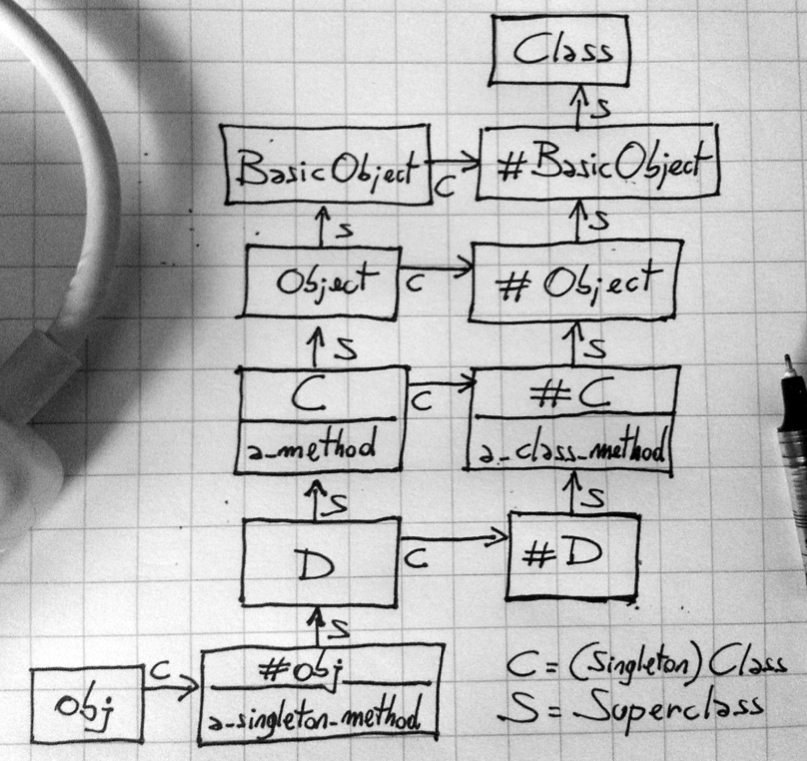 Class
S
BasicObject
C
#BasicObject
S
S
Object
C
# Object
S
S
C
C
#C
a_method
a_class_method
S
S
D
C
#D
S
obj
C
#obj
a_singleton_method
C = (Singleton) Class
S = Superclass